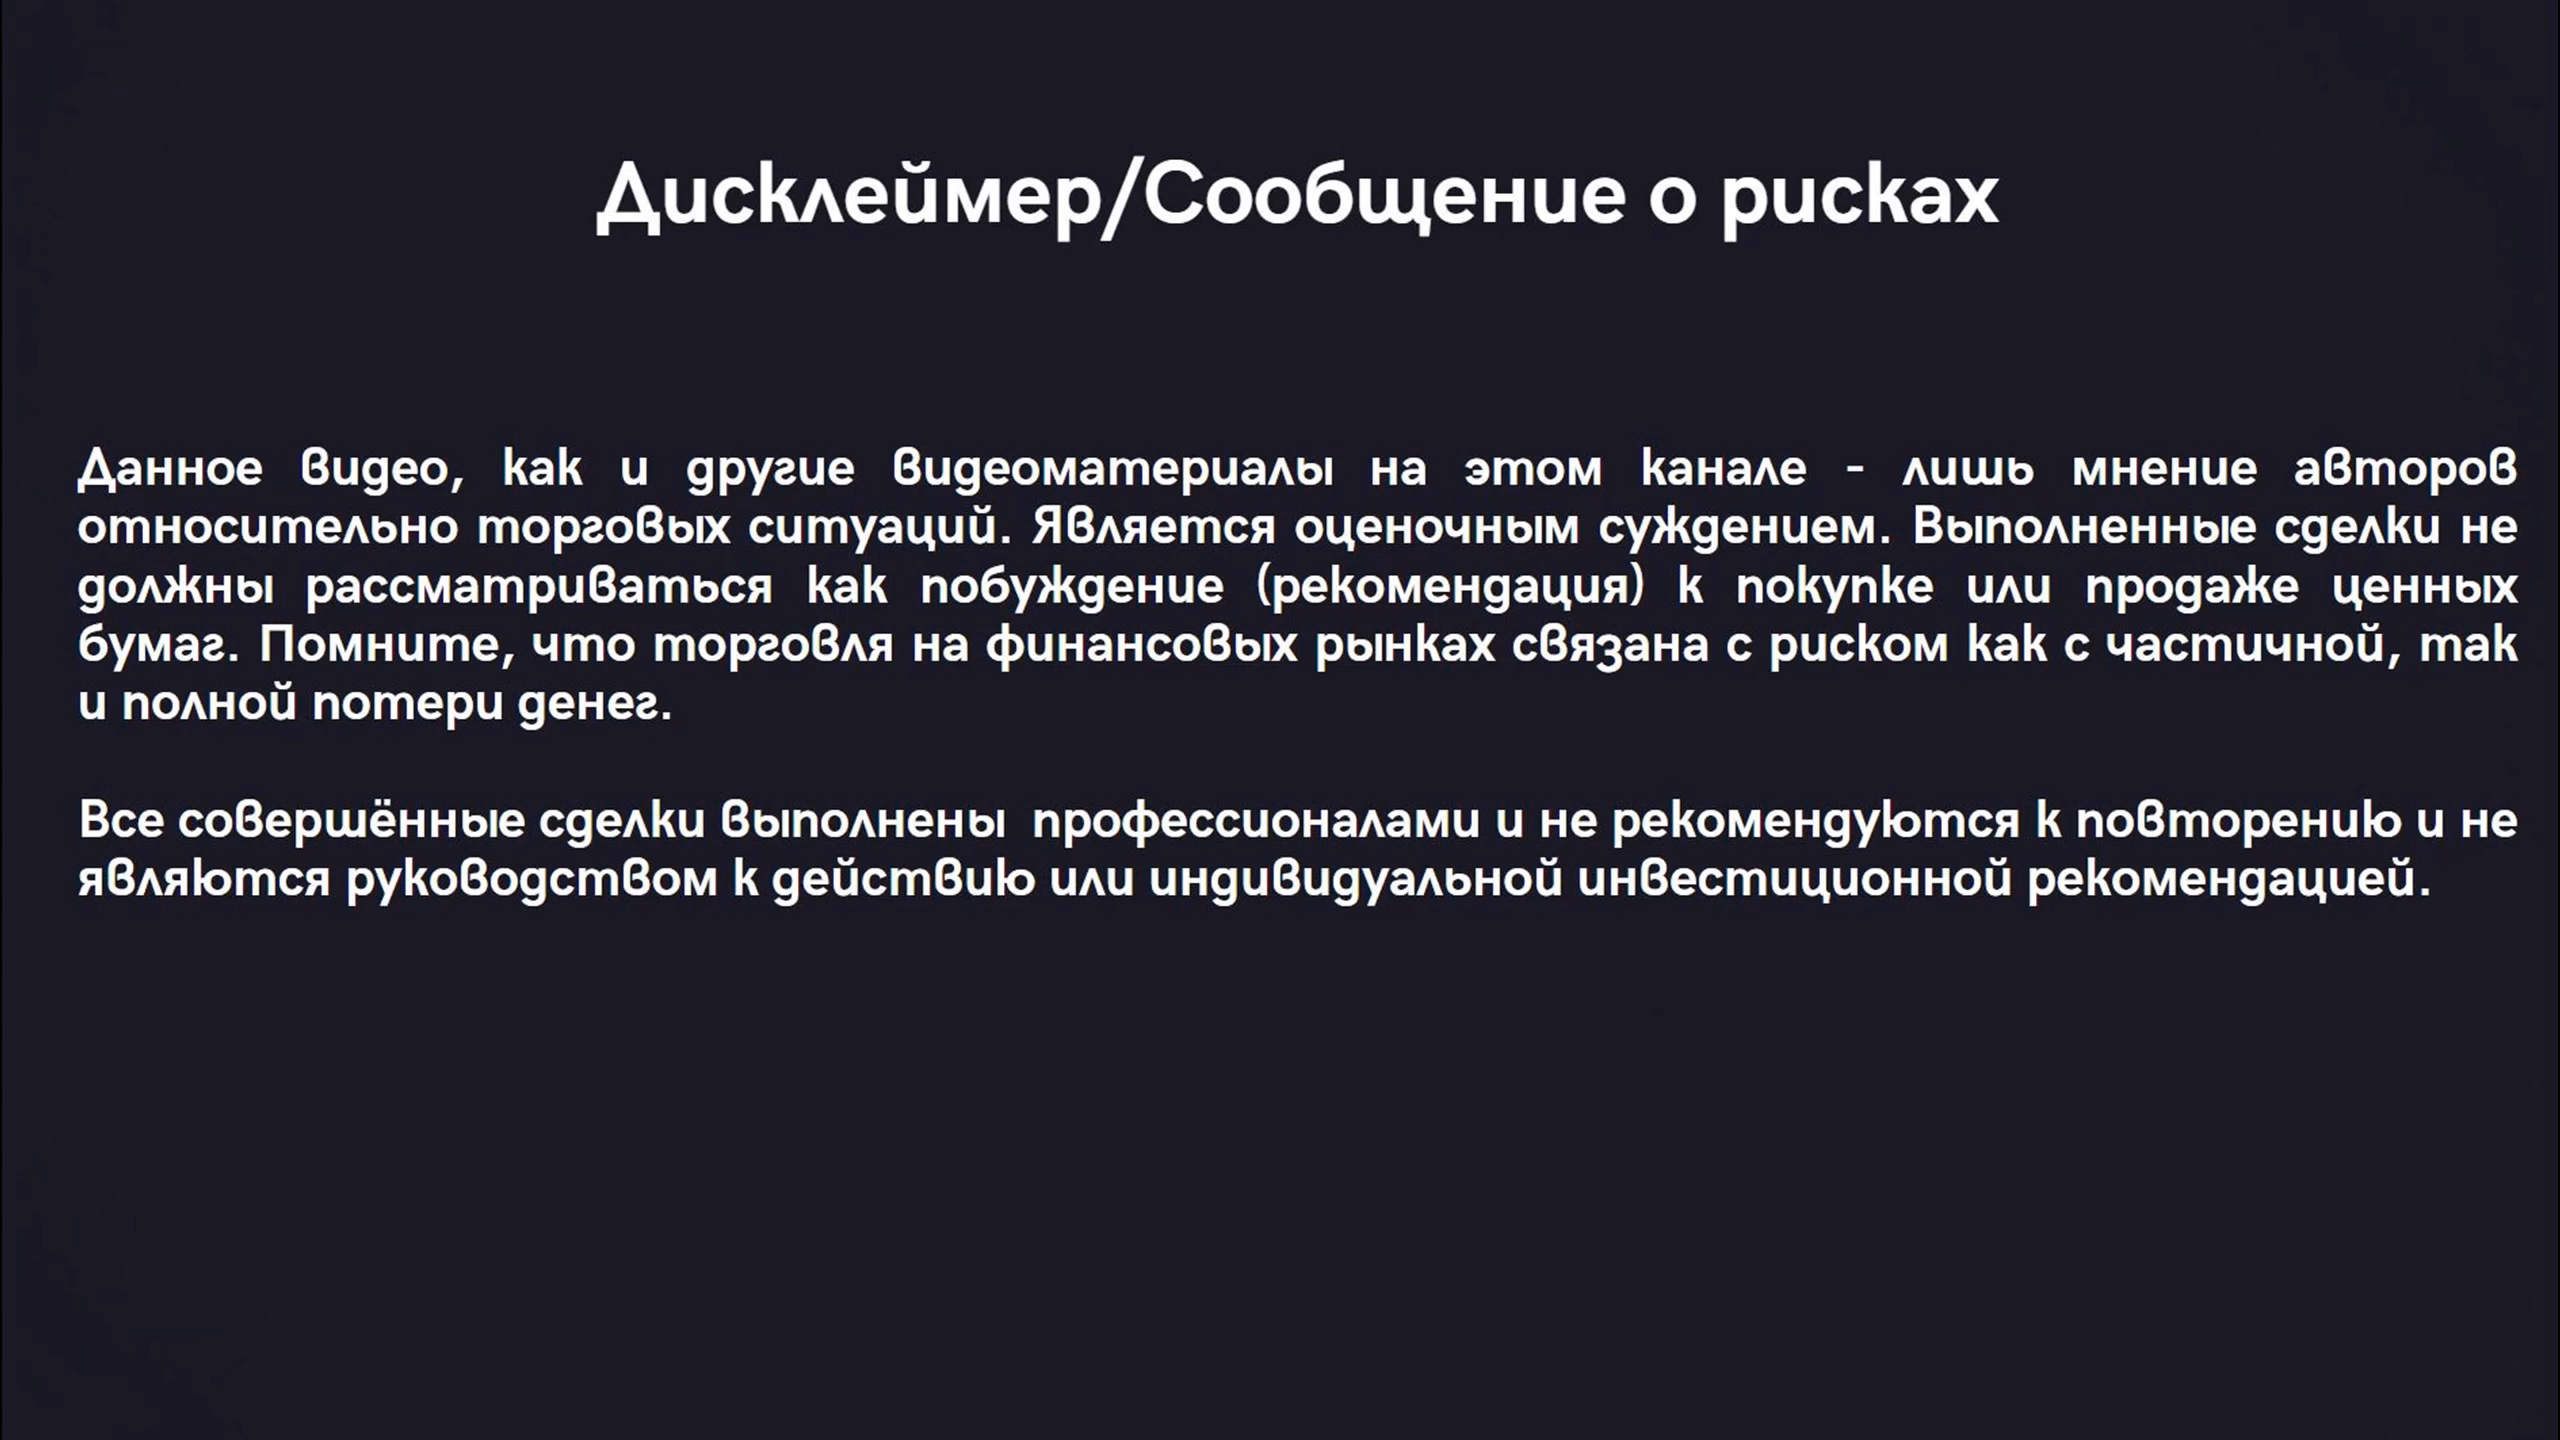 Дисклеймер/Сообщение о рисках
Данное видео, как и другие видеоматериалы на этом канале - лишь мнение авторов
относительно торговых ситуаций. Является оценочным суждением. Выполненные сделки не
должны рассматриваться как побуждение (рекомендация) к покупке или продаже ценных
бумаг. Помните, что торговля на финансовых рынках связана с риском как с частичной, так
и полной потери денег.
Все совершённые сделки выполнены  профессионалами и не рекомендуются к повторению и не
являются руководством к действию или индивидуальной инвестиционной рекомендацией.